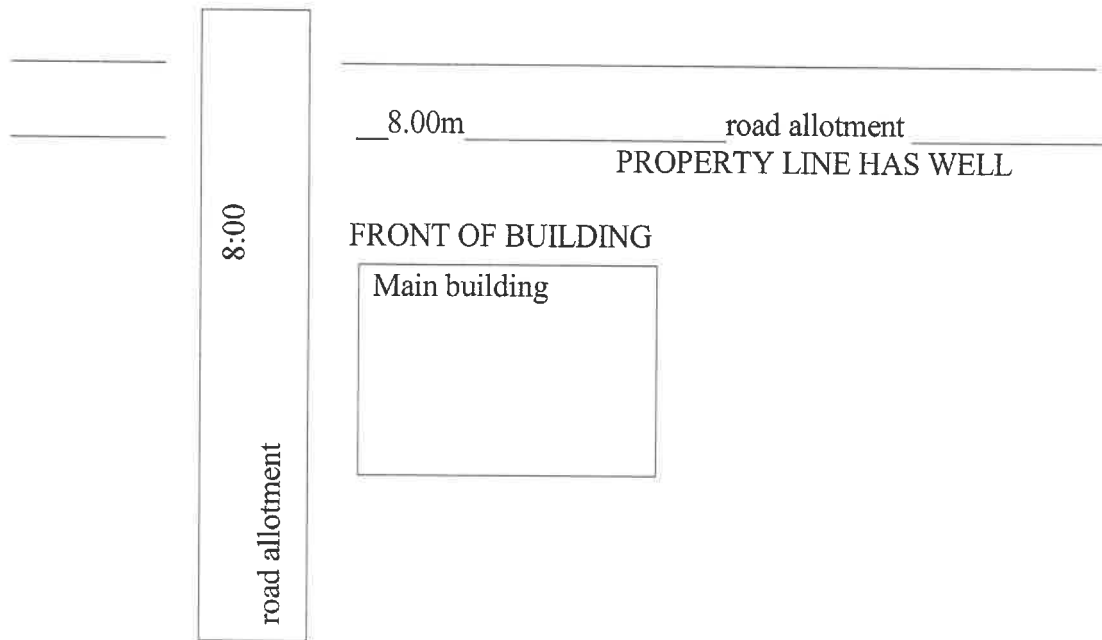 8.00m road allotment
PROPERTY LINE HAS WELL
8:00
FRONT OF BUILDING
Main building
road allotment